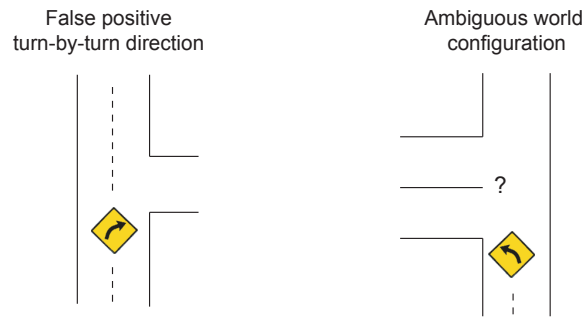 False positive
turn-by-turn direction
Ambiguous world
configuration
?